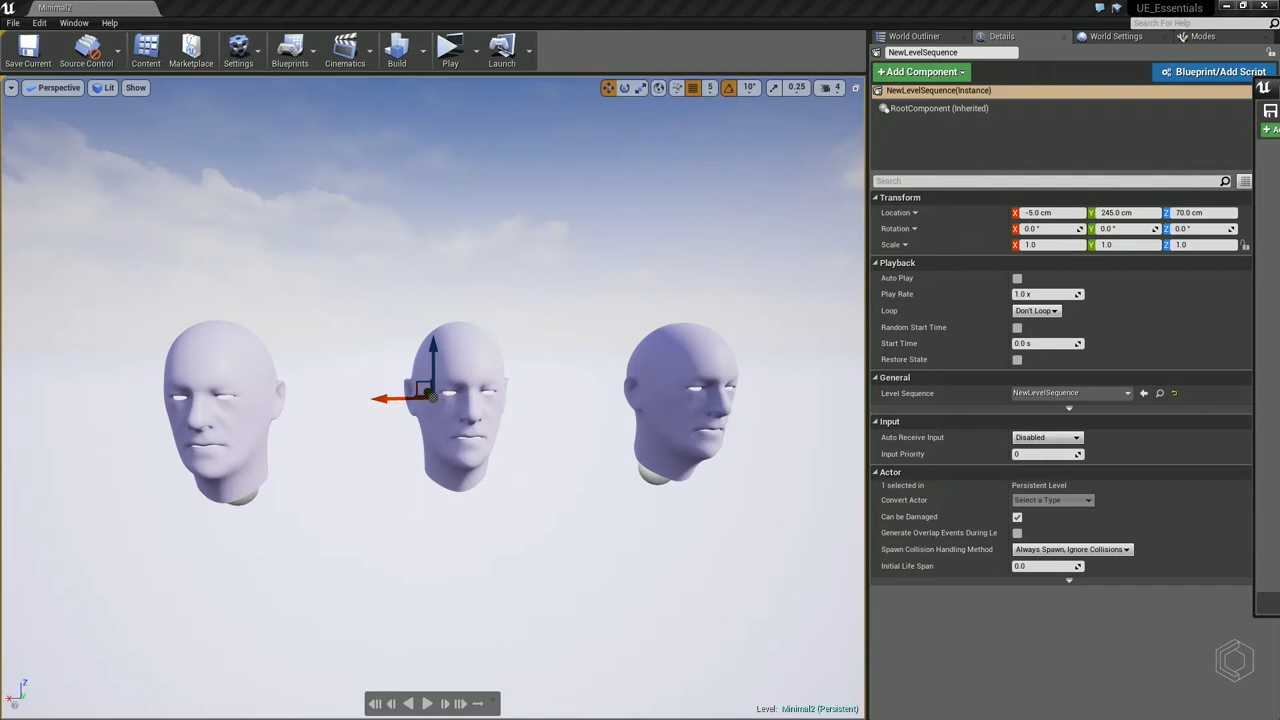 Minimal2
UE_Essentials
File Edit Window Help
Search For Help
Save Current
Source Control
Content
Marketplace
Settings
Blueprints
Cinematics
Build
Play
Launch
World Outliner
Details
World Settings
Modes
NewLevelSequence
+Add Component
Blueprint/Add Script
NewLevelSequence(Instance)
RootComponent (Inherited)
Perspective
Lit
Show
5
10°
0.25
4
Search
Transform
Location X -5.0 cm Y 245.0 cm Z 70.0 cm
Rotation X 0.0 ° Y 0.0 ° Z 0.0 °
Scale X 1.0 Y 1.0 Z 1.0
Playback
Auto Play
Play Rate 1.0 x
Loop Don't Loop
Random Start Time
Start Time 0.0 s
Restore State
General
Level Sequence NewLevelSequence
Input
Auto Receive Input Disabled
Input Priority 0
Actor
1 selected in Persistent Level
Convert Actor Select a Type
Can be Damaged
Generate Overlap Events During Le
Spawn Collision Handling Method Always Spawn, Ignore Collisions
Initial Life Span 0.0
Z
X
Y
Level: Minimal2 (Persistent)